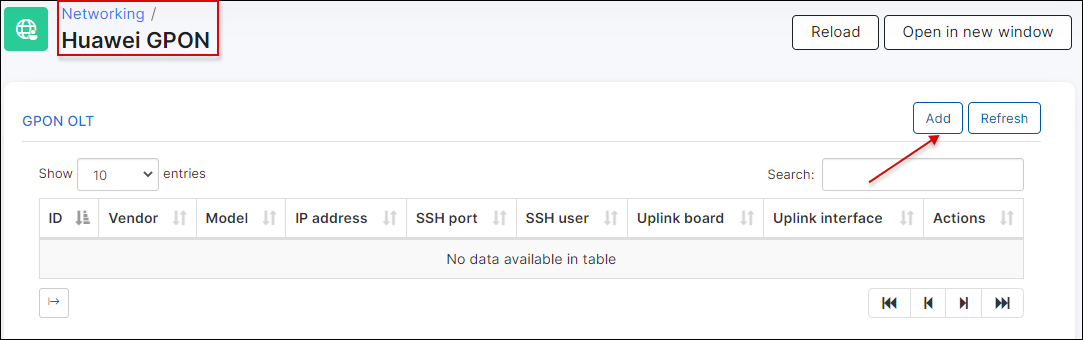 Networking /
Huawei GPON
Reload
Open in new window
GPON OLT
Add
Refresh
Show 10 entries
Search:
ID Vendor Model IP address SSH port SSH user Uplink board Uplink interface Actions
No data available in table